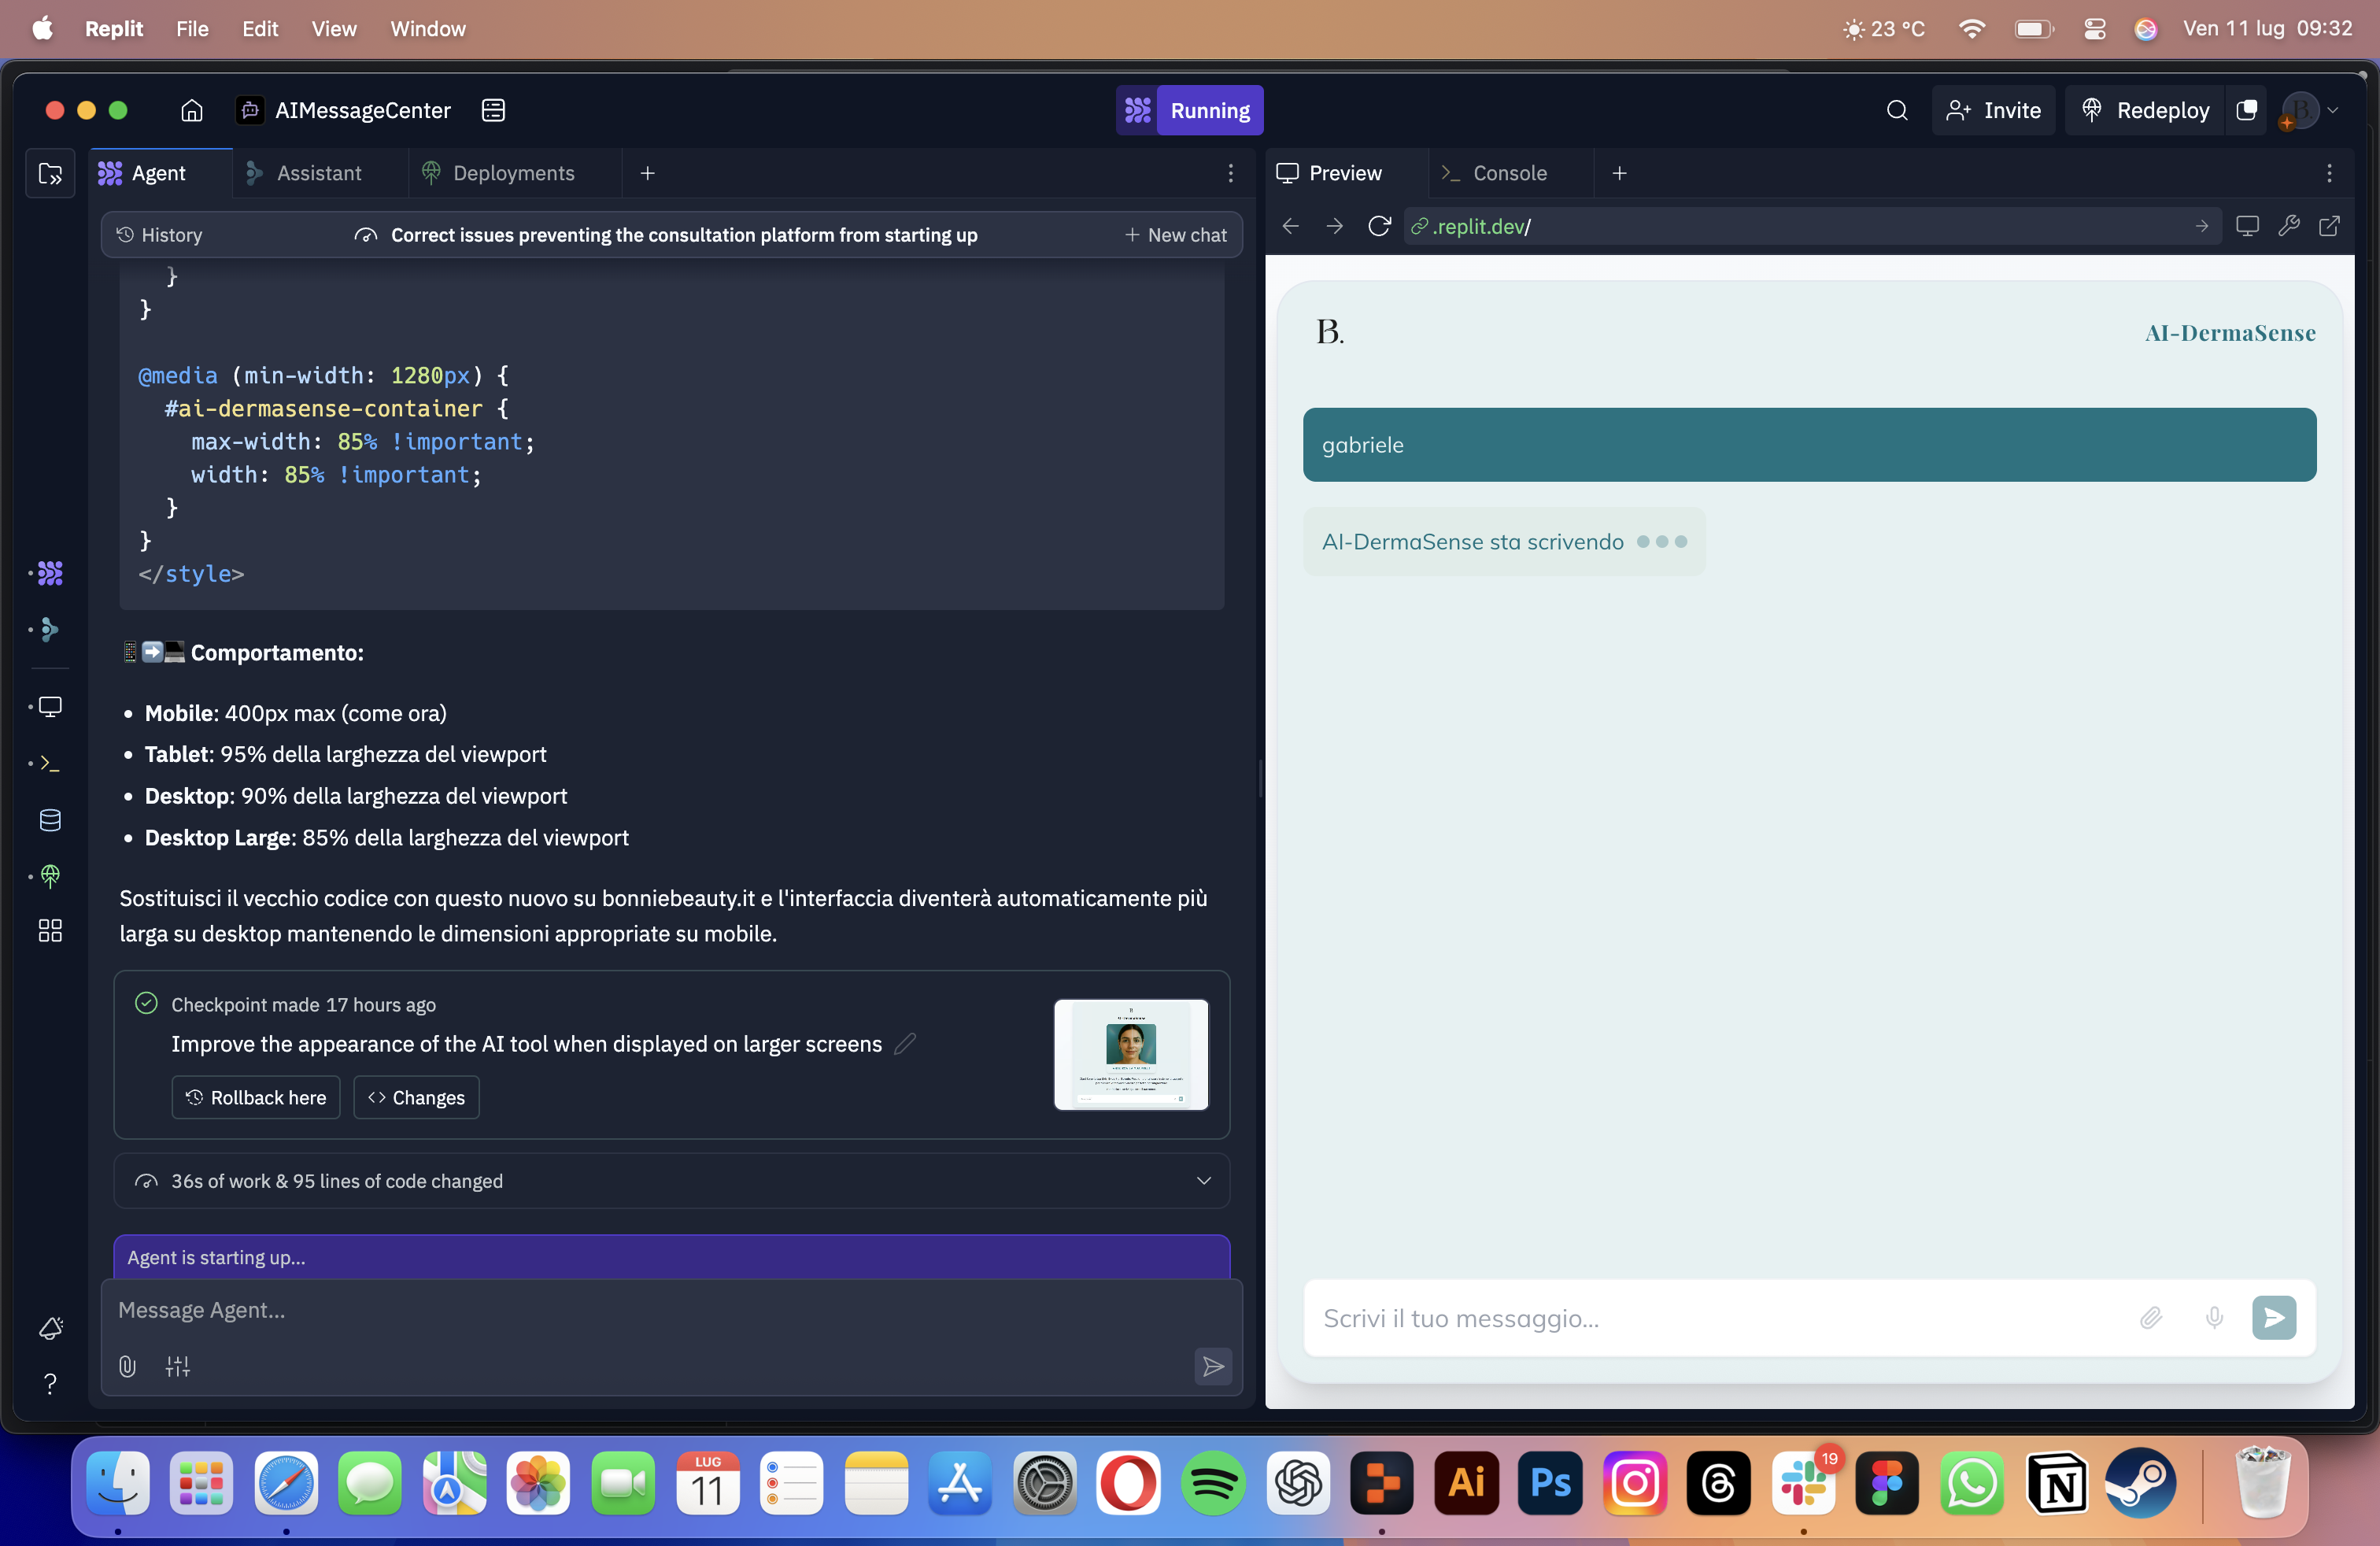 Replit File Edit View Window 23 °C Ven 11 lug 09:32
AIMessageCenter Running Invite Redeploy B.
Agent Assistant Deployments
History Correct issues preventing the consultation platform from starting up + New chat
}
}
@media (min-width: 1280px) {
#ai-dermasense-container {
max-width: 85% !important;
width: 85% !important;
}
}
</style>
Comportamento:
• Mobile: 400px max (come ora)
• Tablet: 95% della larghezza del viewport
• Desktop: 90% della larghezza del viewport
• Desktop Large: 85% della larghezza del viewport
Sostituisci il vecchio codice con questo nuovo su bonniebeauty.it e l'interfaccia diventerà automaticamente più
larga su desktop mantenendo le dimensioni appropriate su mobile.
Checkpoint made 17 hours ago
Improve the appearance of the AI tool when displayed on larger screens
Rollback here <> Changes
36s of work & 95 lines of code changed
Agent is starting up...
Message Agent...
Preview Console
.replit.dev/
B. AI-DermaSense
gabriele
AI-DermaSense sta scrivendo
Scrivi il tuo messaggio...
LUG
11
Ai
Ps
19
N